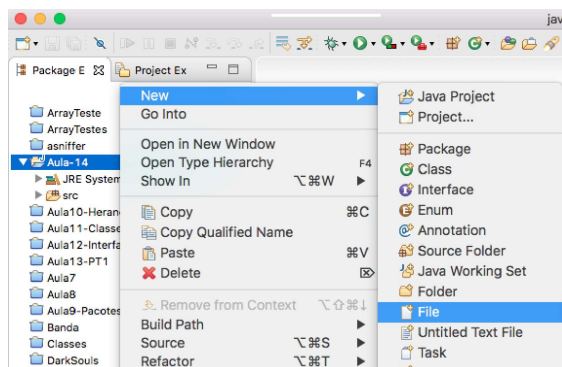 jav
Package E
Project Ex
ArrayTeste
ArrayTestes
asniffer
Aula-14
JRE System
src
Aula10-Heran
Aula11-Classe
Aula12-Interfa
Aula13-PT1
Aula7
Aula8
Aula9-Pacotes
Banda
Classes
DarkSouls
New
Go Into
Open in New Window
Open Type Hierarchy F4
Show In ⌥⌘W
Copy ⌘C
Copy Qualified Name
Paste ⌘V
Delete ⌦
Remove from Context ⌥⇧⌘↓
Build Path
Source ⌥⌘S
Refactor ⌥⌘T
Java Project
Project...
Package
Class
Interface
Enum
Annotation
Source Folder
Java Working Set
Folder
File
Untitled Text File
Task